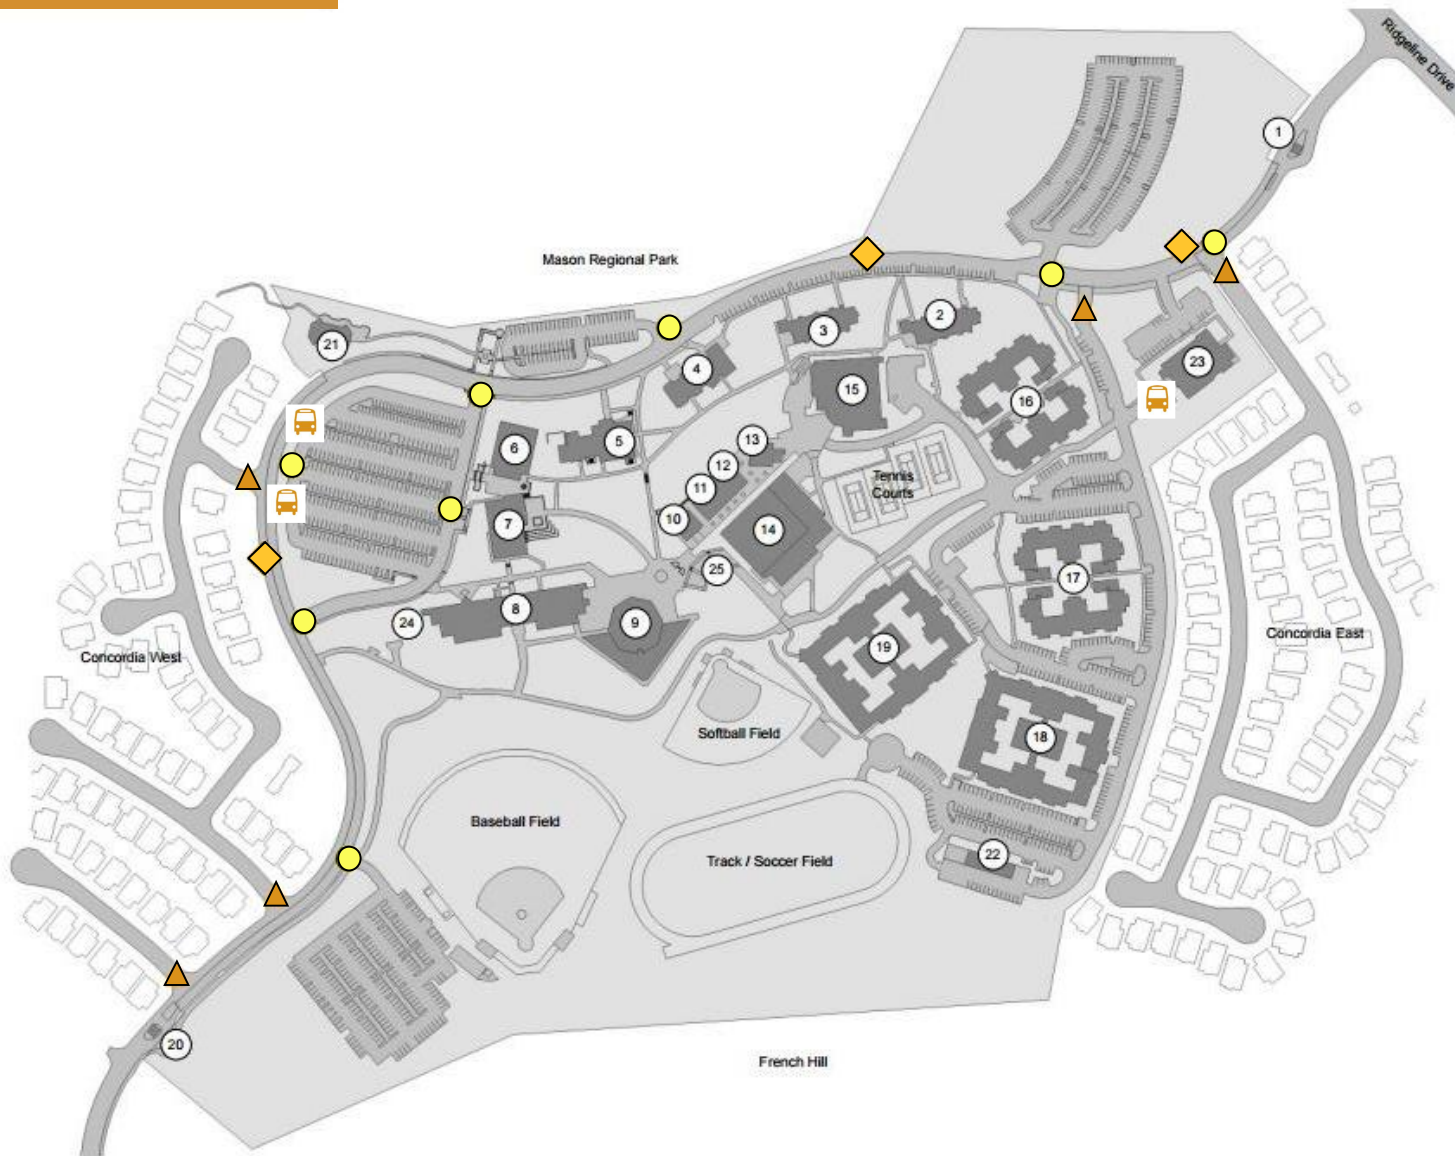 Ridgeline Drive
1
Mason Regional Park
2
3
21
4
23
15
16
5
13
6
12
Tennis
Courts
11
10
7
14
25
17
8
24
9
Concordia East
19
Concordia West
Softball Field
18
Baseball Field
22
Track / Soccer Field
20
French Hill